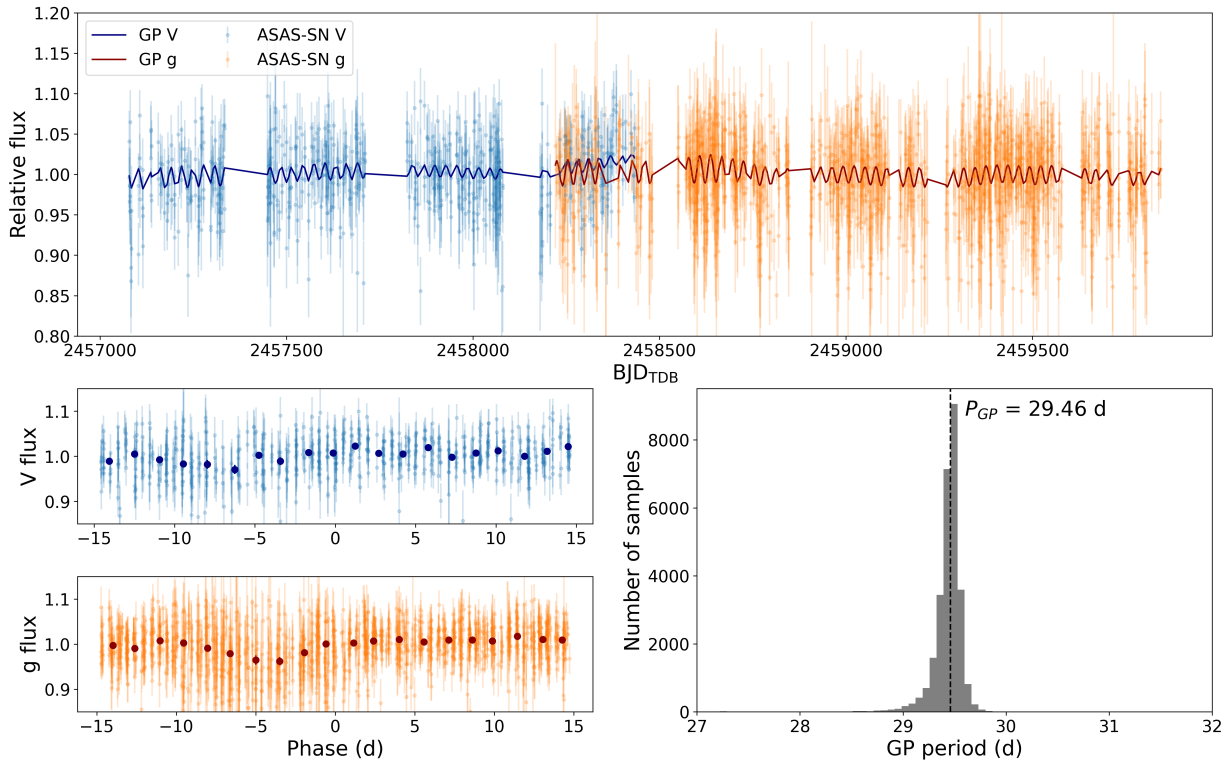 GP V
GP g
ASAS-SN V
ASAS-SN g
Relative flux
1.20
1.15
1.10
1.05
1.00
0.95
0.90
0.85
0.80
2457000 2457500 2458000 2458500 2459000 2459500
BJD_TDB
V flux
1.1
1.0
0.9
−15 −10 −5 0 5 10 15
g flux
1.1
1.0
0.9
−15 −10 −5 0 5 10 15
Phase (d)
P_GP = 29.46 d
Number of samples
8000
6000
4000
2000
0
27 28 29 30 31 32
GP period (d)